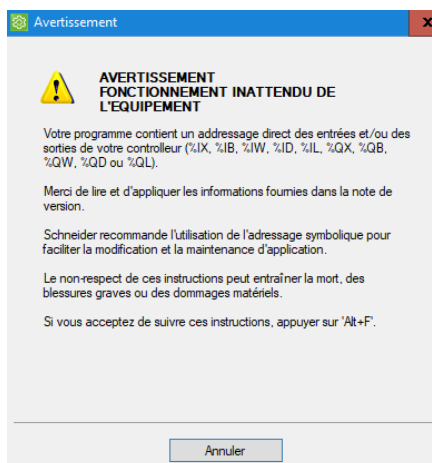 Avertissement
x
AVERTISSEMENT
FONCTIONNEMENT INATTENDU DE
L'EQUIPEMENT
Votre programme contient un addressage direct des entrées et/ou des
sorties de votre controlleur (%IX, %IB, %IW, %ID, %IL, %QX, %QB,
%QW, %QD ou %QL).
Merci de lire et d'appliquer les informations fournies dans la note de
version.
Schneider recommande l'utilisation de l'adressage symbolique pour
faciliter la modification et la maintenance d'application.
Le non-respect de ces instructions peut entraîner la mort, des
blessures graves ou des dommages matériels.
Si vous acceptez de suivre ces instructions, appuyer sur 'Alt+F'.
Annuler